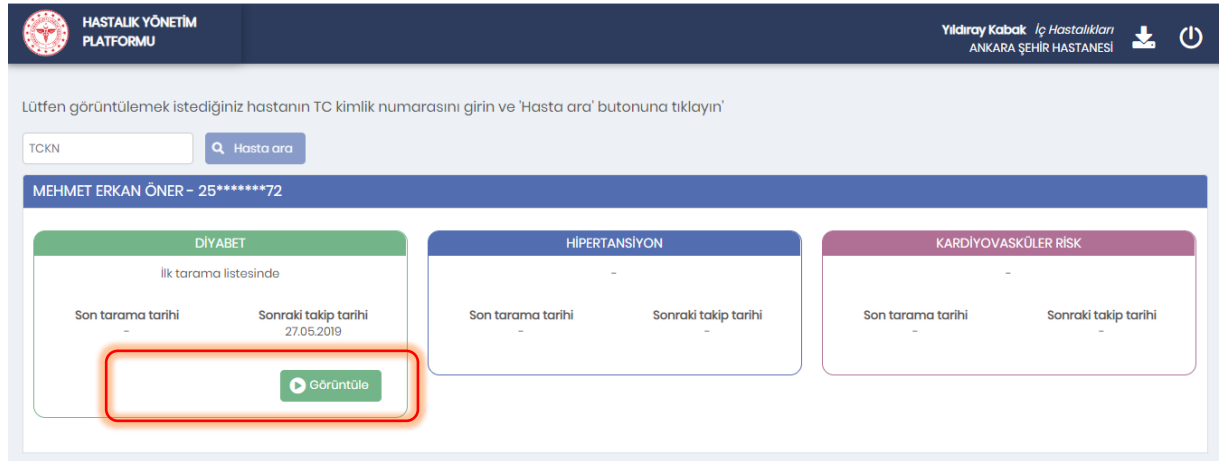 HASTALIK YÖNETİM
PLATFORMU
Yıldıray Kabak İç Hastalıkları
ANKARA ŞEHİR HASTANESİ
Lütfen görüntülemek istediğiniz hastanın TC kimlik numarasını girin ve 'Hasta ara' butonuna tıklayın'
TCKN
Hasta ara
MEHMET ERKAN ÖNER - 25*******72
DİYABET
İlk tarama listesinde
Son tarama tarihi Sonraki takip tarihi
- 27.05.2019
Görüntüle
HİPERTANSİYON
-
Son tarama tarihi Sonraki takip tarihi
- -
KARDİYOVASKÜLER RİSK
-
Son tarama tarihi Sonraki takip tarihi
- -